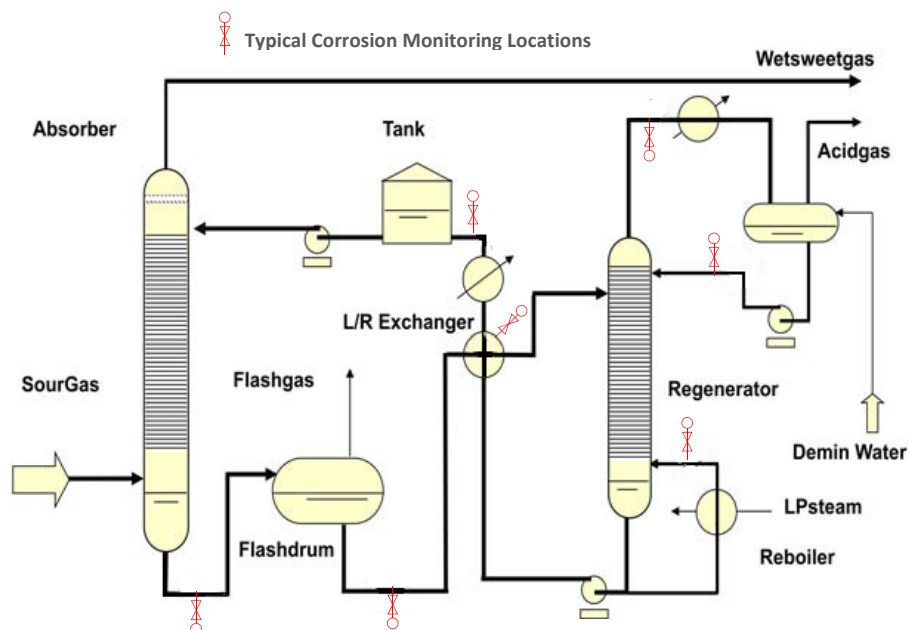 Typical Corrosion Monitoring Locations
Wetsweetgas
Absorber
Tank
Acidgas
L/R Exchanger
SourGas
Flashgas
Regenerator
Demin Water
LPsteam
Flashdrum
Reboiler